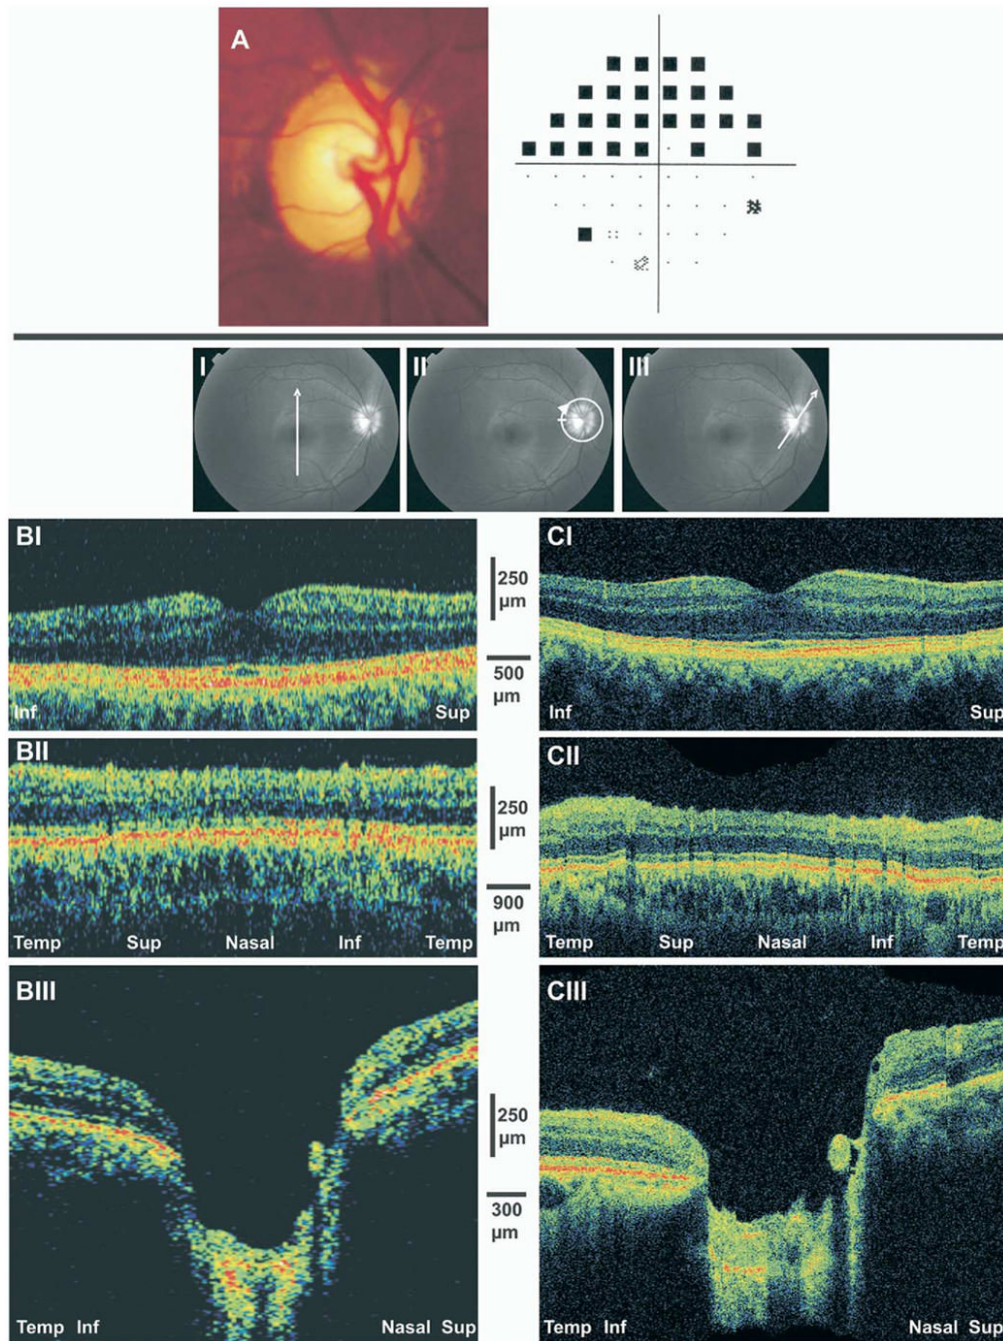 A
I II III
BI
CI
250
µm
500
µm
Inf Sup
Inf Sup
BII
CII
250
µm
900
µm
Temp Sup Nasal Inf Temp
Temp Sup Nasal Inf Temp
BIII
CIII
250
µm
300
µm
Temp Inf Nasal Sup
Temp Inf Nasal Sup